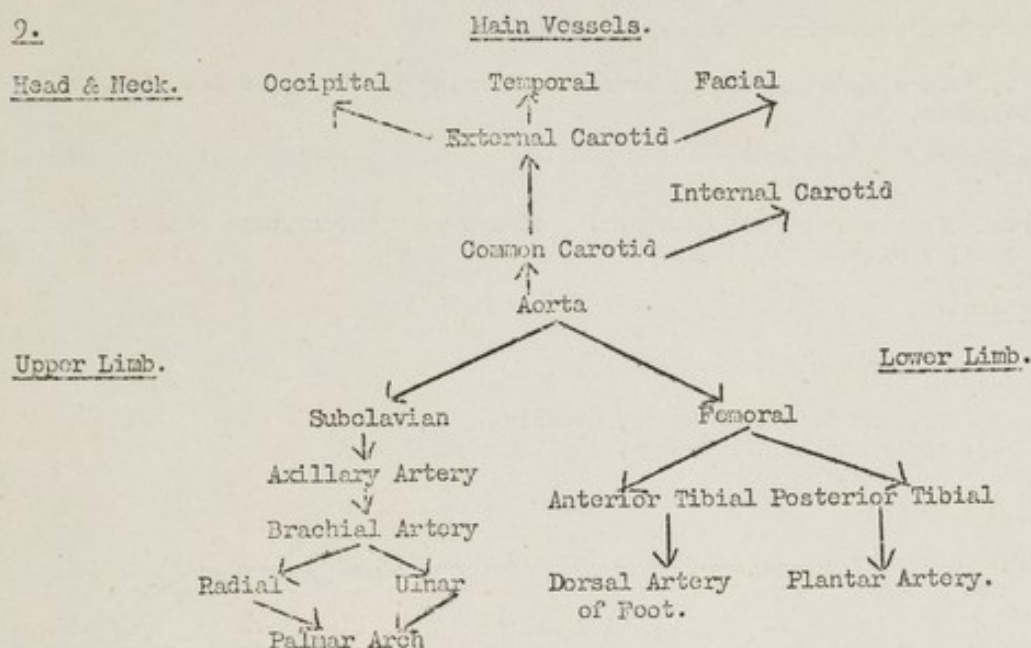 9.
Main Vessels.
Head & Neck.
Occipital Temporal Facial
External Carotid
Internal Carotid
Common Carotid
Aorta
Upper Limb.
Lower Limb.
Subclavian Femoral
Axillary Artery
Anterior Tibial Posterior Tibial
Brachial Artery
Radial Ulnar Dorsal Artery Plantar Artery.
of Foot.
Palmar Arch